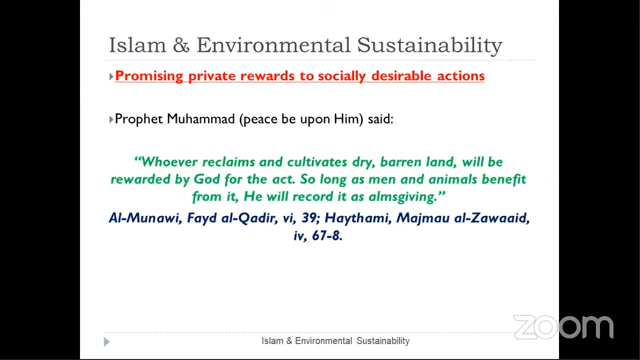 Islam & Environmental Sustainability
Promising private rewards to socially desirable actions
Prophet Muhammad (peace be upon Him) said:
“Whoever reclaims and cultivates dry, barren land, will be
rewarded by God for the act. So long as men and animals benefit
from it, He will record it as almsgiving.”
Al-Munawi, Fayd al-Qadir, vi, 39; Haythami, Majmau al-Zawaaid,
iv, 67-8.
zoom
Islam & Environmental Sustainability